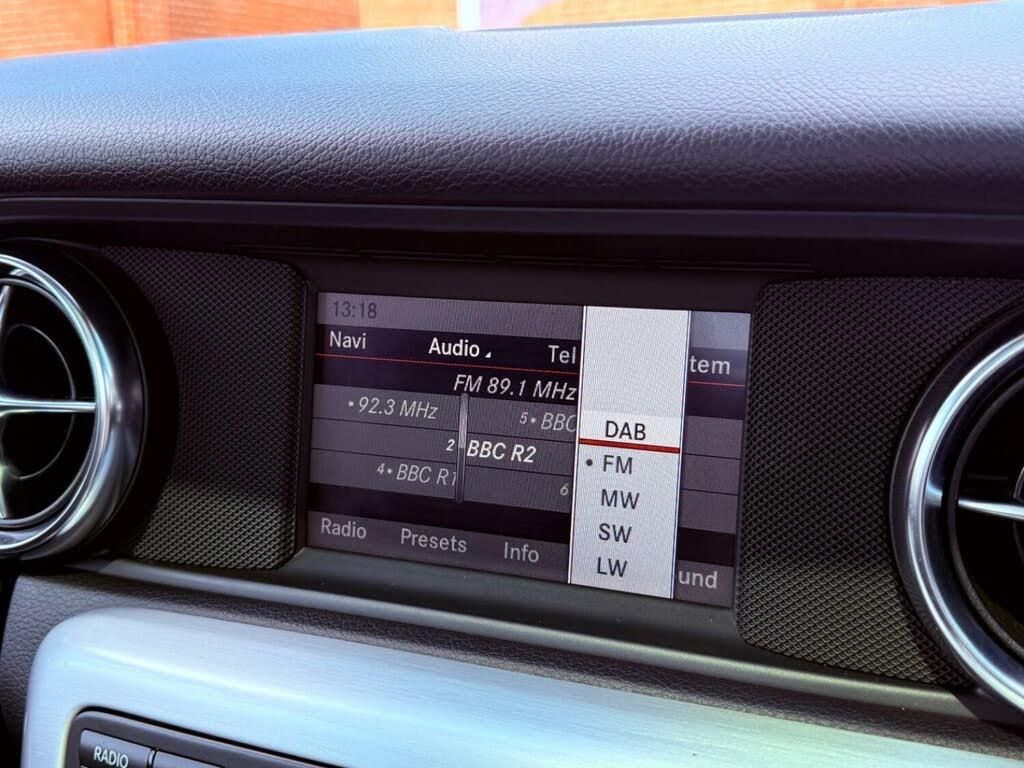 13:18
Navi Audio Tel tem
FM 89.1 MHz
92.3 MHz 5 BBC
2 BBC R2
4 BBC R1 6
Radio Presets Info und
DAB
FM
MW
SW
LW
RADIO